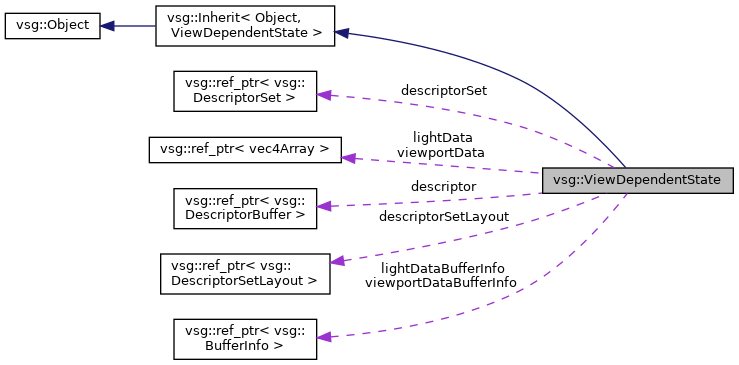 vsg::Object
vsg::Inherit< Object,
ViewDependentState >
vsg::ref_ptr< vsg::
DescriptorSet >
descriptorSet
vsg::ref_ptr< vec4Array >
lightData
viewportData
vsg::ViewDependentState
vsg::ref_ptr< vsg::
DescriptorBuffer >
descriptor
descriptorSetLayout
vsg::ref_ptr< vsg::
DescriptorSetLayout >
lightDataBufferInfo
viewportDataBufferInfo
vsg::ref_ptr< vsg::
BufferInfo >